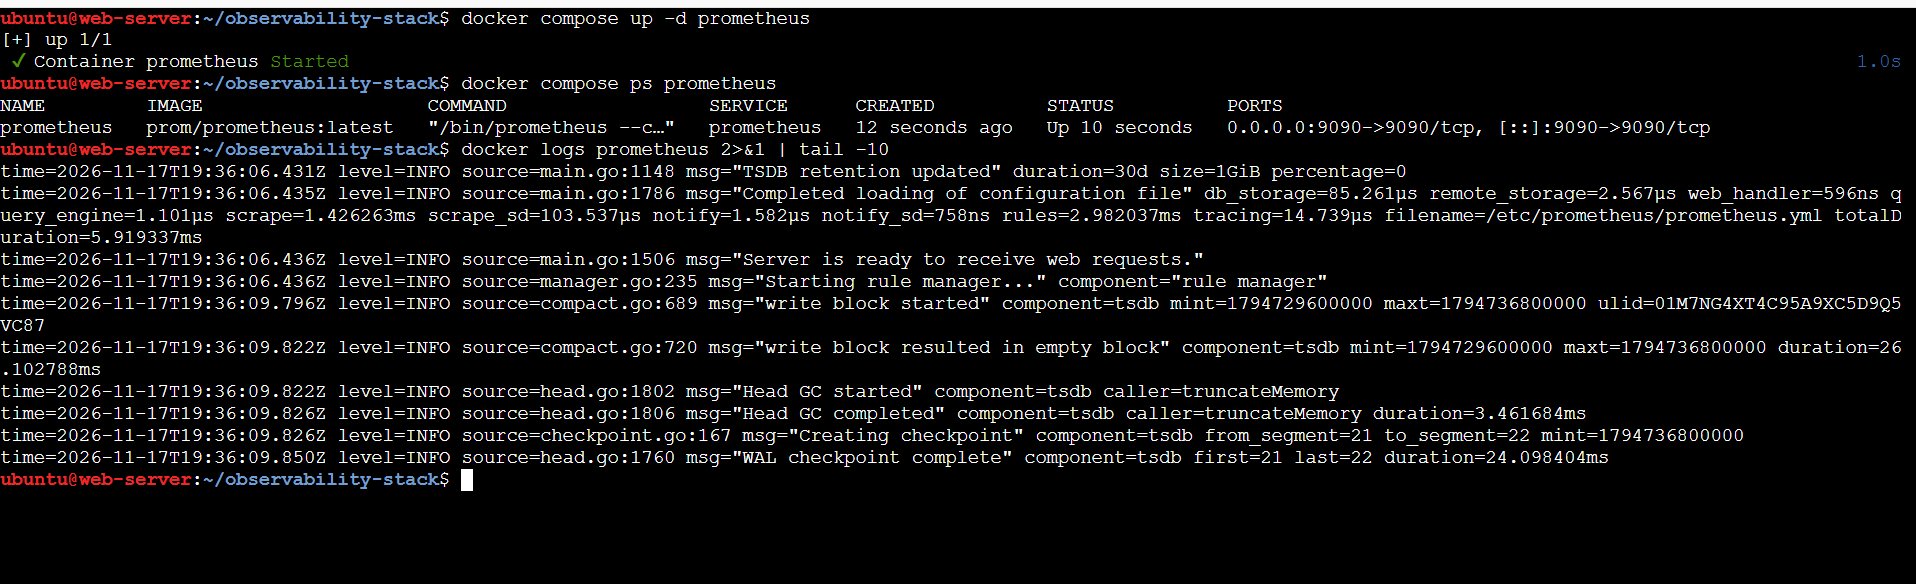 ubuntu@web-server:~/observability-stack$ docker compose up -d prometheus
[+] up 1/1
✓ Container prometheus Started 1.0s
ubuntu@web-server:~/observability-stack$ docker compose ps prometheus
NAME IMAGE COMMAND SERVICE CREATED STATUS PORTS
prometheus prom/prometheus:latest "/bin/prometheus --c…" prometheus 12 seconds ago Up 10 seconds 0.0.0.0:9090->9090/tcp, [::]:9090->9090/tcp
ubuntu@web-server:~/observability-stack$ docker logs prometheus 2>&1 | tail -10
time=2026-11-17T19:36:06.431Z level=INFO source=main.go:1148 msg="TSDB retention updated" duration=30d size=1GiB percentage=0
time=2026-11-17T19:36:06.435Z level=INFO source=main.go:1786 msg="Completed loading of configuration file" db_storage=85.261µs remote_storage=2.567µs web_handler=596ns q
uery_engine=1.101µs scrape=1.426263ms scrape_sd=103.537µs notify=1.582µs notify_sd=758ns rules=2.982037ms tracing=14.739µs filename=/etc/prometheus/prometheus.yml totalD
uration=5.919337ms
time=2026-11-17T19:36:06.436Z level=INFO source=main.go:1506 msg="Server is ready to receive web requests."
time=2026-11-17T19:36:06.436Z level=INFO source=manager.go:235 msg="Starting rule manager..." component="rule manager"
time=2026-11-17T19:36:09.796Z level=INFO source=compact.go:689 msg="write block started" component=tsdb mint=1794729600000 maxt=1794736800000 ulid=01M7NG4XT4C95A9XC5D9Q5
VC87
time=2026-11-17T19:36:09.822Z level=INFO source=compact.go:720 msg="write block resulted in empty block" component=tsdb mint=1794729600000 maxt=1794736800000 duration=26
.102788ms
time=2026-11-17T19:36:09.822Z level=INFO source=head.go:1802 msg="Head GC started" component=tsdb caller=truncateMemory
time=2026-11-17T19:36:09.826Z level=INFO source=head.go:1806 msg="Head GC completed" component=tsdb caller=truncateMemory duration=3.461684ms
time=2026-11-17T19:36:09.826Z level=INFO source=checkpoint.go:167 msg="Creating checkpoint" component=tsdb from_segment=21 to_segment=22 mint=1794736800000
time=2026-11-17T19:36:09.850Z level=INFO source=head.go:1760 msg="WAL checkpoint complete" component=tsdb first=21 last=22 duration=24.098404ms
ubuntu@web-server:~/observability-stack$